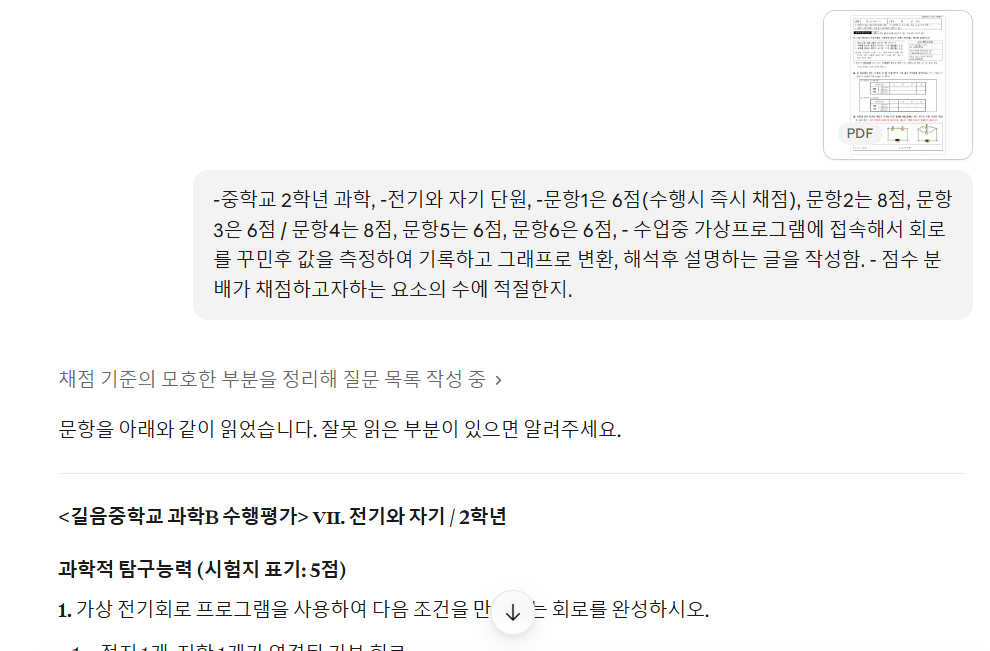 PDF
-중학교 2학년 과학, -전기와 자기 단원, -문항1은 6점(수행시 즉시 채점), 문항2는 8점, 문항
3은 6점 / 문항4는 8점, 문항5는 6점, 문항6은 6점, - 수업중 가상프로그램에 접속해서 회로
를 꾸민후 값을 측정하여 기록하고 그래프로 변환, 해석후 설명하는 글을 작성함. - 점수 분
배가 채점하고자하는 요소의 수에 적절한지.
채점 기준의 모호한 부분을 정리해 질문 목록 작성 중 >
문항을 아래와 같이 읽었습니다. 잘못 읽은 부분이 있으면 알려주세요.
<길음중학교 과학B 수행평가> VII. 전기와 자기 / 2학년
과학적 탐구능력 (시험지 표기: 5점)
1. 가상 전기회로 프로그램을 사용하여 다음 조건을 만 는 회로를 완성하시오.